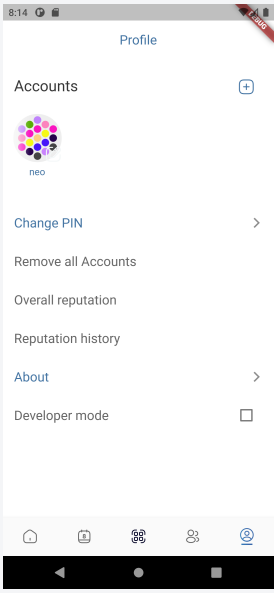 8:14
DEBUG
Profile
Accounts
neo
Change PIN
Remove all Accounts
Overall reputation
Reputation history
About
Developer mode